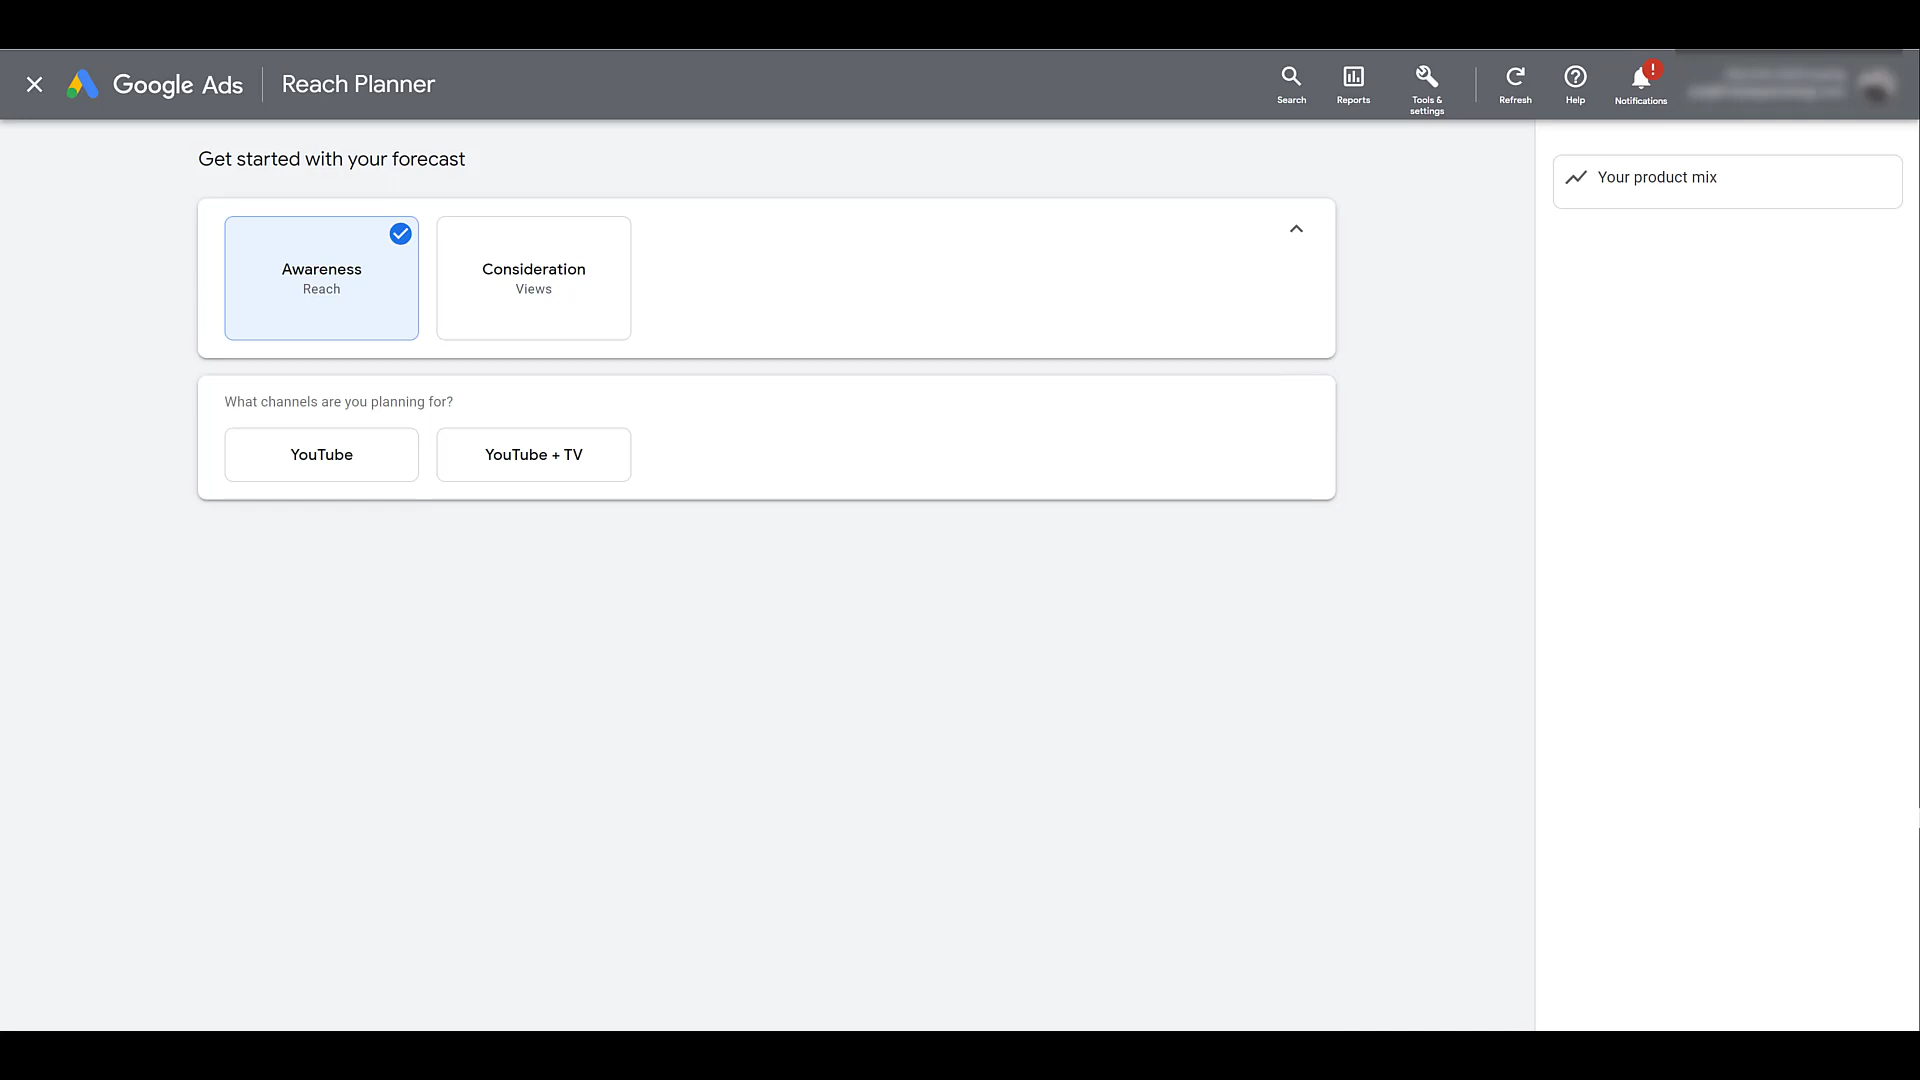 Google Ads
Reach Planner
Search
Reports
Tools &
settings
Refresh
Help
!
Notifications
Get started with your forecast
Awareness
Reach
Consideration
Views
What channels are you planning for?
YouTube
YouTube + TV
Your product mix